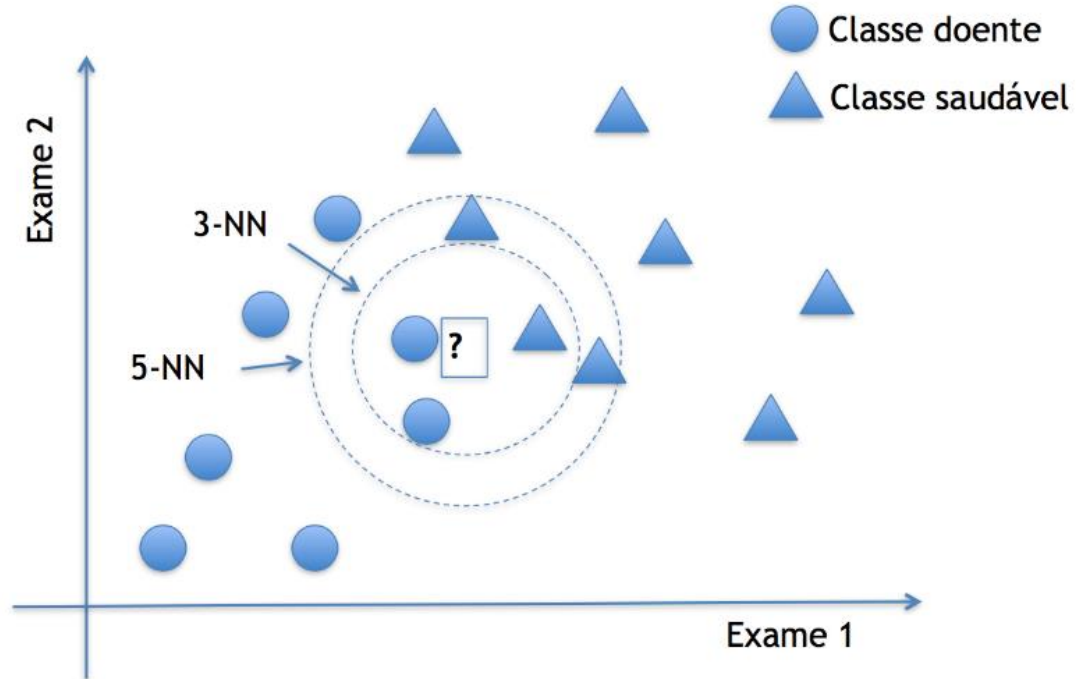 Classe doente
Classe saudável
Exame 2
3-NN
5-NN
?
Exame 1